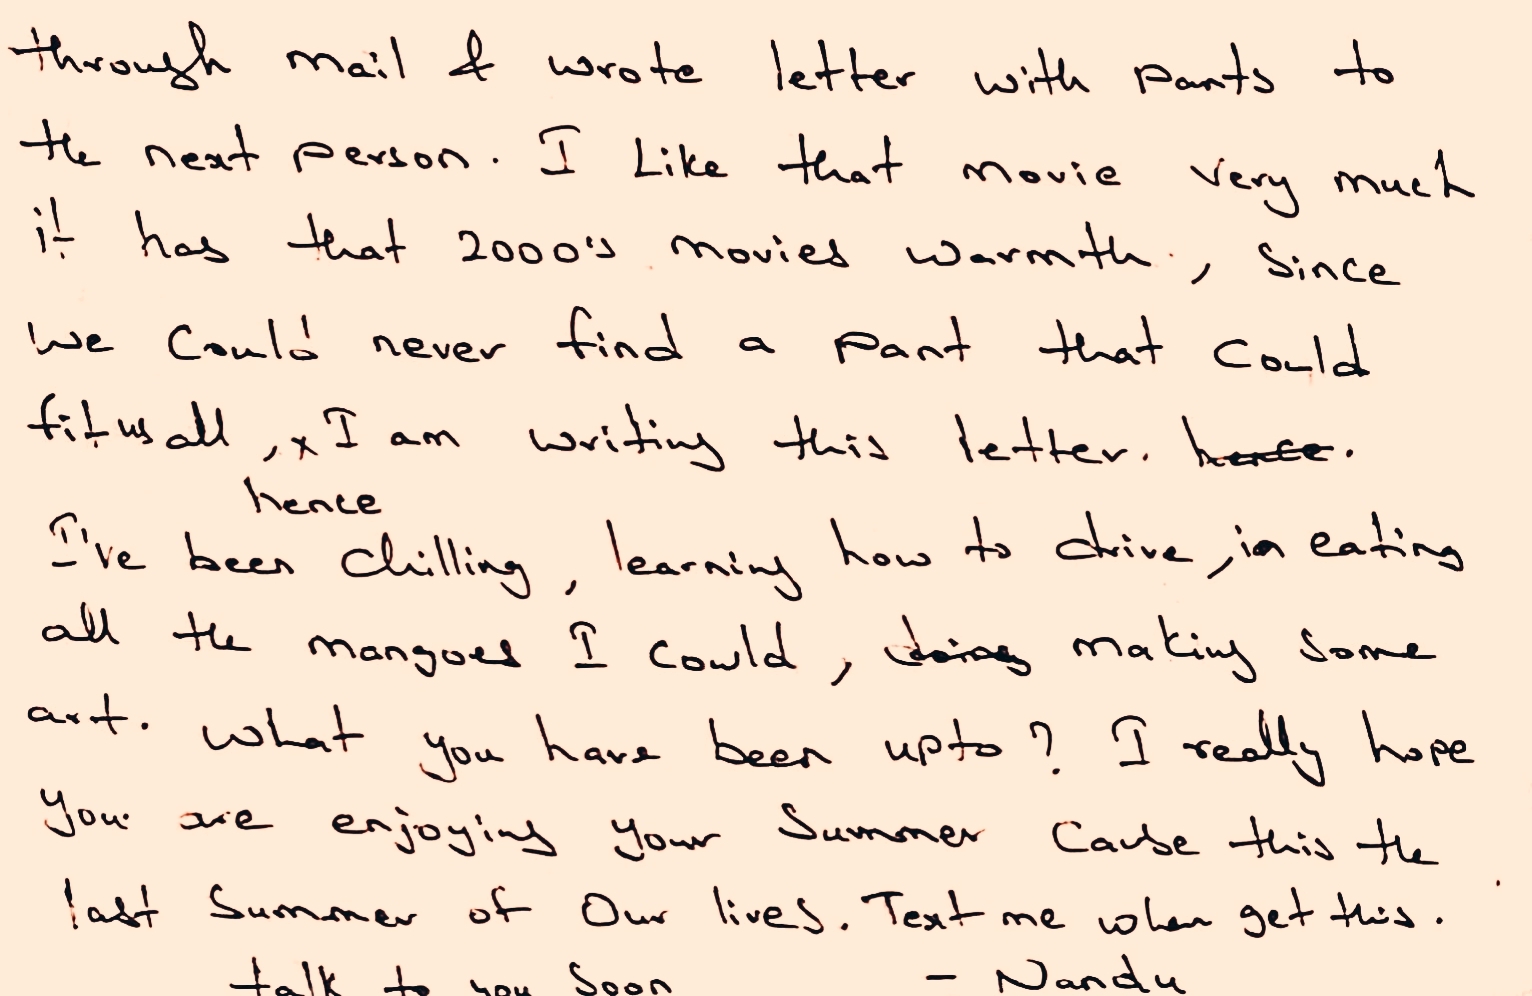 through mail & wrote letter with pants to
the next person. I Like that movie very much
it has that 2000's movies warmth, Since
we Could never find a pant that Could
fit us all, x I am writing this letter. hence.
hence
I've been chilling, learning how to drive, in eating
all the mangoes I could, doing making some
art. what you have been upto? I really hope
you are enjoying your Summer Cause this the
last Summer of Our lives. Text me when get this.
talk to you Soon - Nandu